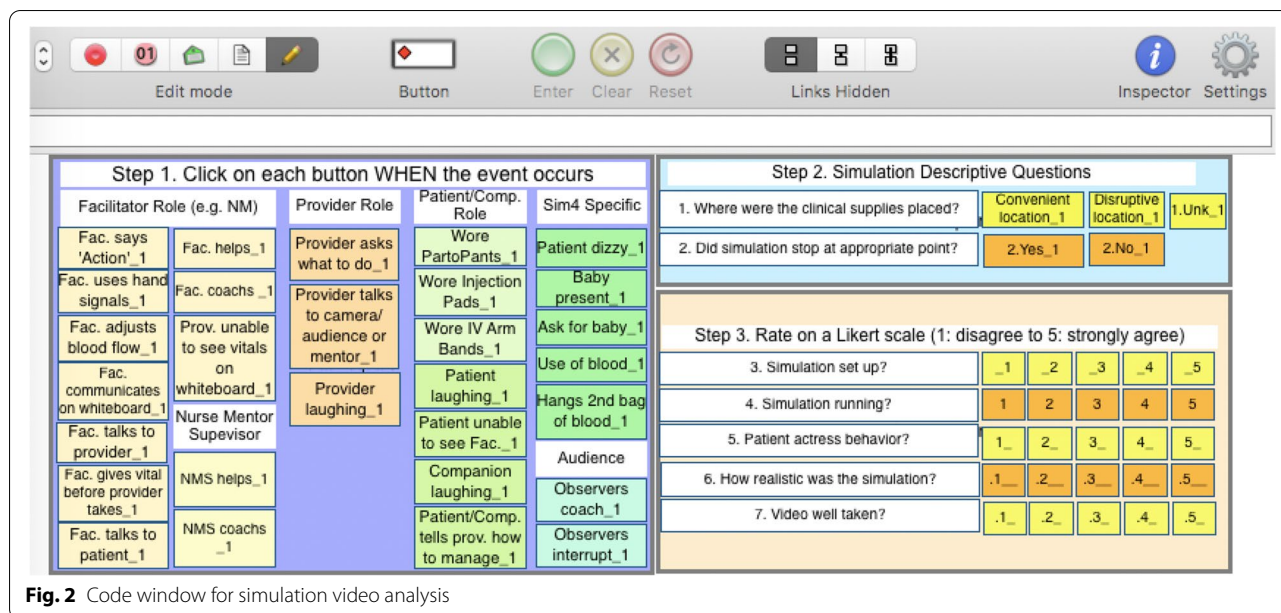 01
Edit mode
Button
Enter Clear Reset
Links Hidden
Inspector Settings
Step 1. Click on each button WHEN the event occurs
Facilitator Role (e.g. NM)
Fac. says
'Action'_1
Fac. uses hand
signals_1
Fac. adjusts
blood flow_1
Fac.
communicates
on whiteboard_1
Fac. talks to
provider_1
Fac. gives vital
before provider
takes_1
Fac. talks to
patient_1
Fac. helps_1
Fac. coachs _1
Prov. unable
to see vitals
on
whiteboard_1
Nurse Mentor
Supevisor
NMS helps_1
NMS coachs
_1
Provider Role
Provider asks
what to do_1
Provider talks
to camera/
audience or
mentor_1
Provider
laughing_1
Patient/Comp.
Role
Wore
PartoPants_1
Wore Injection
Pads_1
Wore IV Arm
Bands_1
Patient
laughing_1
Patient unable
to see Fac._1
Companion
laughing_1
Patient/Comp.
tells prov. how
to manage_1
Sim4 Specific
Patient dizzy_1
Baby
present_1
Ask for baby_1
Use of blood_1
Hangs 2nd bag
of blood_1
Audience
Observers
coach_1
Observers
interrupt_1
Step 2. Simulation Descriptive Questions
1. Where were the clinical supplies placed?
Convenient
location_1
Disruptive
location_1
1.Unk_1
2. Did simulation stop at appropriate point?
2.Yes_1
2.No_1
Step 3. Rate on a Likert scale (1: disagree to 5: strongly agree)
3. Simulation set up? _1 _2 _3 _4 _5
4. Simulation running? 1 2 3 4 5
5. Patient actress behavior? 1_ 2_ 3_ 4_ 5_
6. How realistic was the simulation? .1__ .2__ .3__ .4__ .5__
7. Video well taken? .1_ .2_ .3_ .4_ .5_
Fig. 2 Code window for simulation video analysis